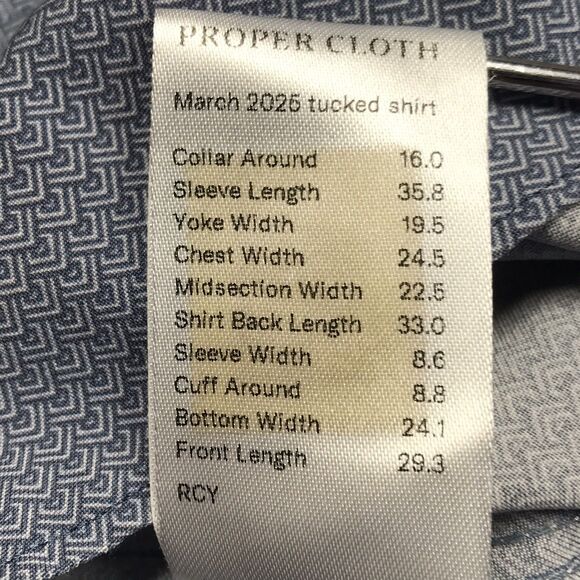 PROPER CLOTH
March 2025 tucked shirt
Collar Around 16.0
Sleeve Length 35.8
Yoke Width 19.5
Chest Width 24.5
Midsection Width 22.5
Shirt Back Length 33.0
Sleeve Width 8.6
Cuff Around 8.8
Bottom Width 24.1
Front Length 29.3
RCY